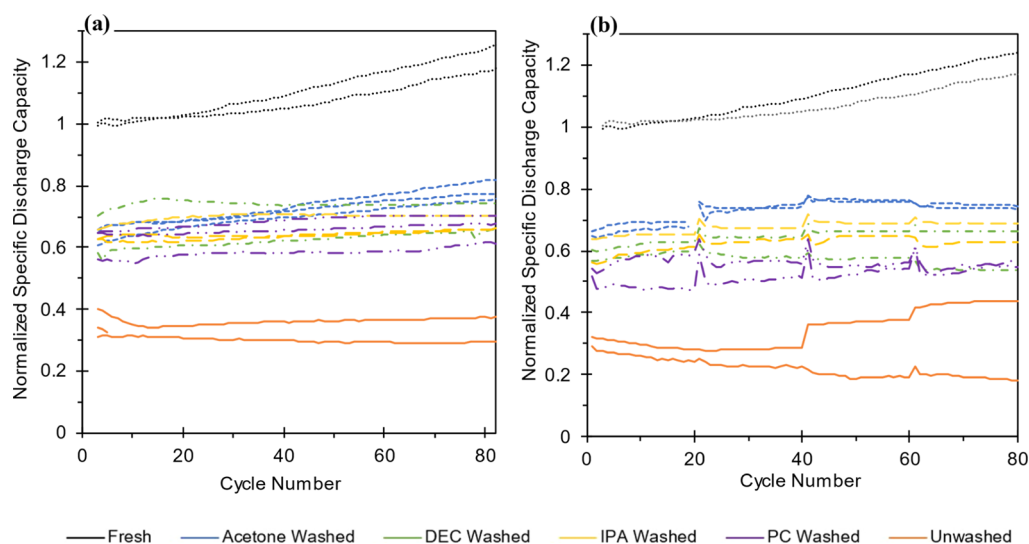 (a)
(b)
Normalized Specific Discharge Capacity
1.2
1
0.8
0.6
0.4
0.2
0
0
20
40
60
80
Cycle Number
Normalized Specific Discharge Capacity
1.2
1
0.8
0.6
0.4
0.2
0
0
20
40
60
80
Cycle Number
Fresh
Acetone Washed
DEC Washed
IPA Washed
PC Washed
Unwashed